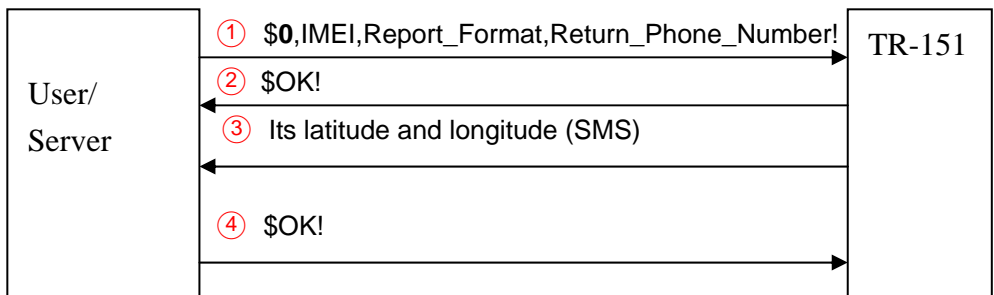 ① $0,IMEI,Report_Format,Return_Phone_Number!
TR-151
② $OK!
User/
Server
③ Its latitude and longitude (SMS)
④ $OK!